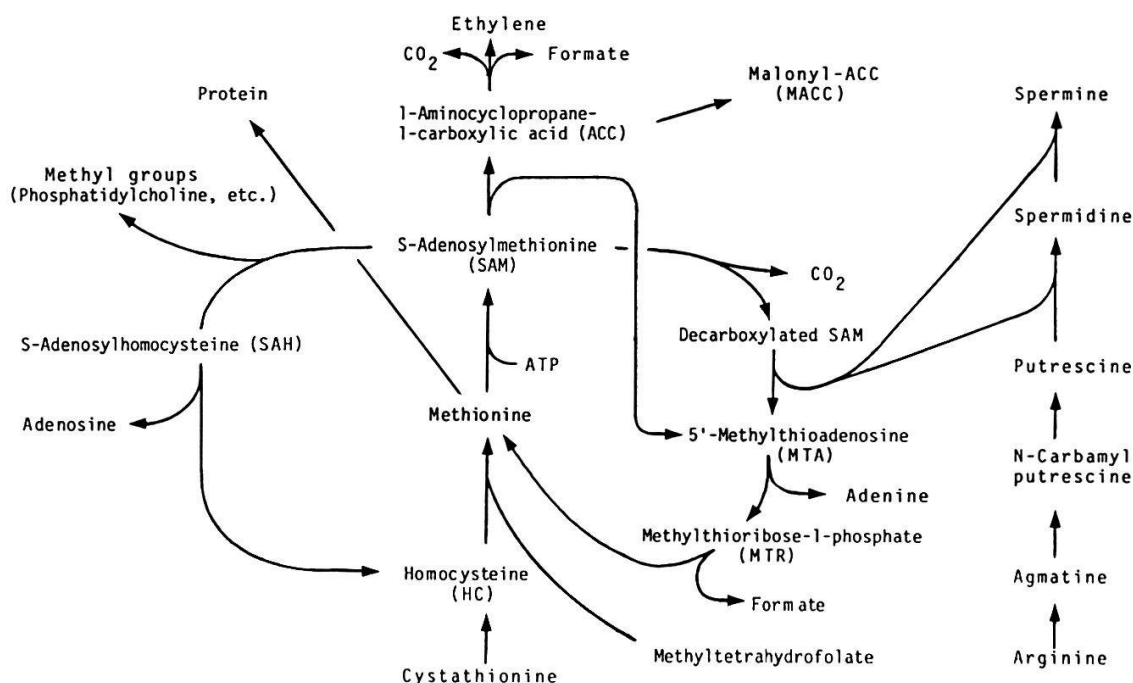 Ethylene
CO2
Formate
Malonyl-ACC
(MACC)
Protein
1-Aminocyclopropane-
1-carboxylic acid (ACC)
Spermine
Methyl groups
(Phosphatidylcholine, etc.)
Spermidine
S-Adenosylmethionine
(SAM)
CO2
S-Adenosylhomocysteine (SAH)
Decarboxylated SAM
ATP
Putrescine
Adenosine
Methionine
5'-Methylthioadenosine
(MTA)
N-Carbamyl
putrescine
Adenine
Methylthioribose-1-phosphate
(MTR)
Homocysteine
(HC)
Agmatine
Formate
Methyltetrahydrofolate
Arginine
Cystathionine